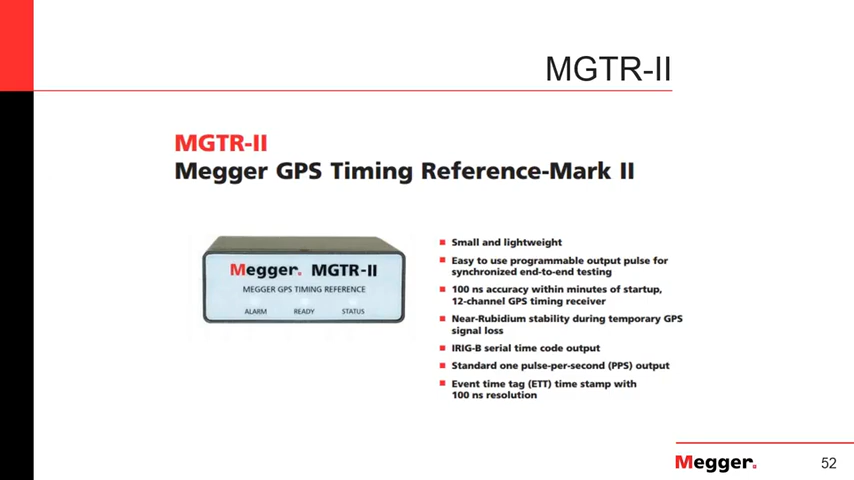 MGTR-II
MGTR-II
Megger GPS Timing Reference-Mark II
Megger. MGTR-II
MEGGER GPS TIMING REFERENCE
ALARM READY STATUS
Small and lightweight
Easy to use programmable output pulse for
synchronized end-to-end testing
100 ns accuracy within minutes of startup,
12-channel GPS timing receiver
Near-Rubidium stability during temporary GPS
signal loss
IRIG-B serial time code output
Standard one pulse-per-second (PPS) output
Event time tag (ETT) time stamp with
100 ns resolution
Megger.
52